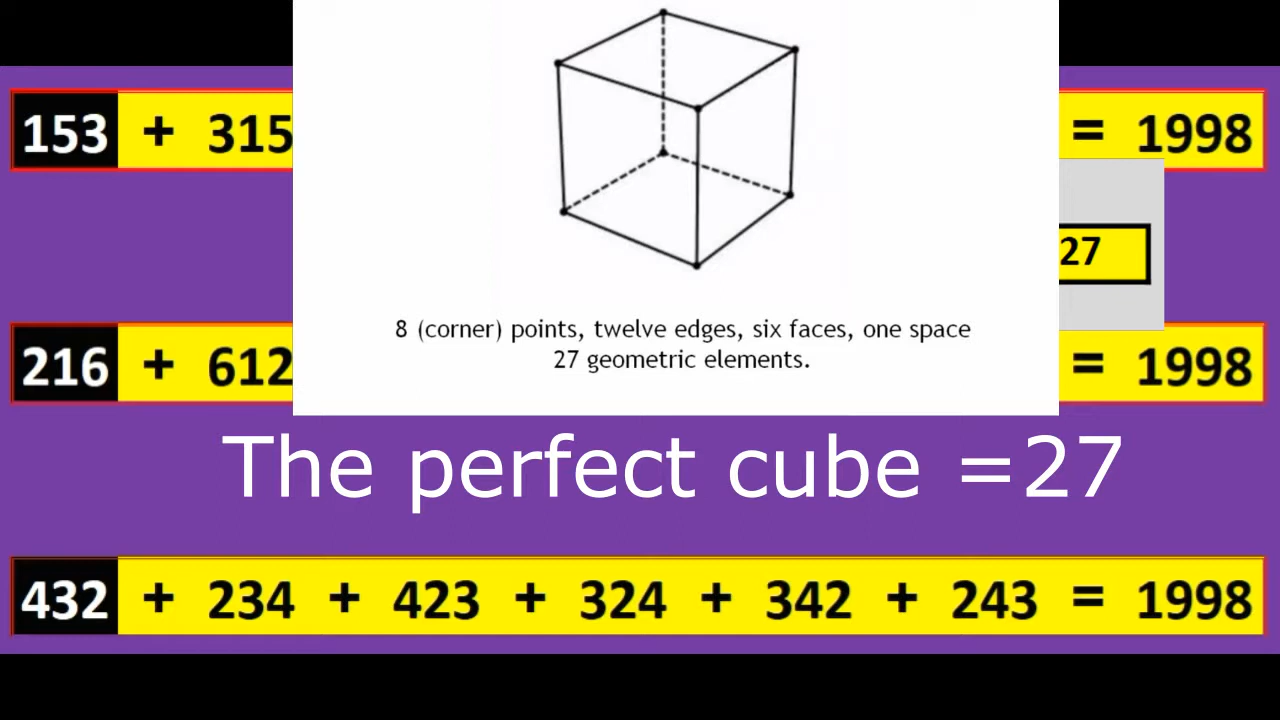 153 + 315 = 1998
27
216 + 612 = 1998
8 (corner) points, twelve edges, six faces, one space
27 geometric elements.
The perfect cube =27
432 + 234 + 423 + 324 + 342 + 243 = 1998